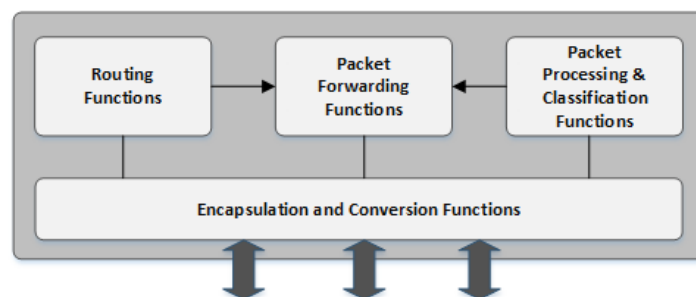 Routing
Functions
Packet
Forwarding
Functions
Packet
Processing &
Classification
Functions
Encapsulation and Conversion Functions